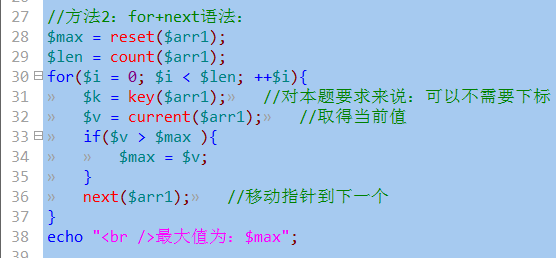 27 //方法2：for+next语法：
28 $max = reset($arr1);
29 $len = count($arr1);
30 for($i = 0; $i < $len; ++$i){
31 » $k = key($arr1);» //对本题要求来说：可以不需要下标
32 » $v = current($arr1);» //取得当前值
33 » if($v > $max ){
34 » » $max = $v;
35 » }
36 » next($arr1);» //移动指针到下一个
37 }
38 echo "<br />最大值为：$max";
39